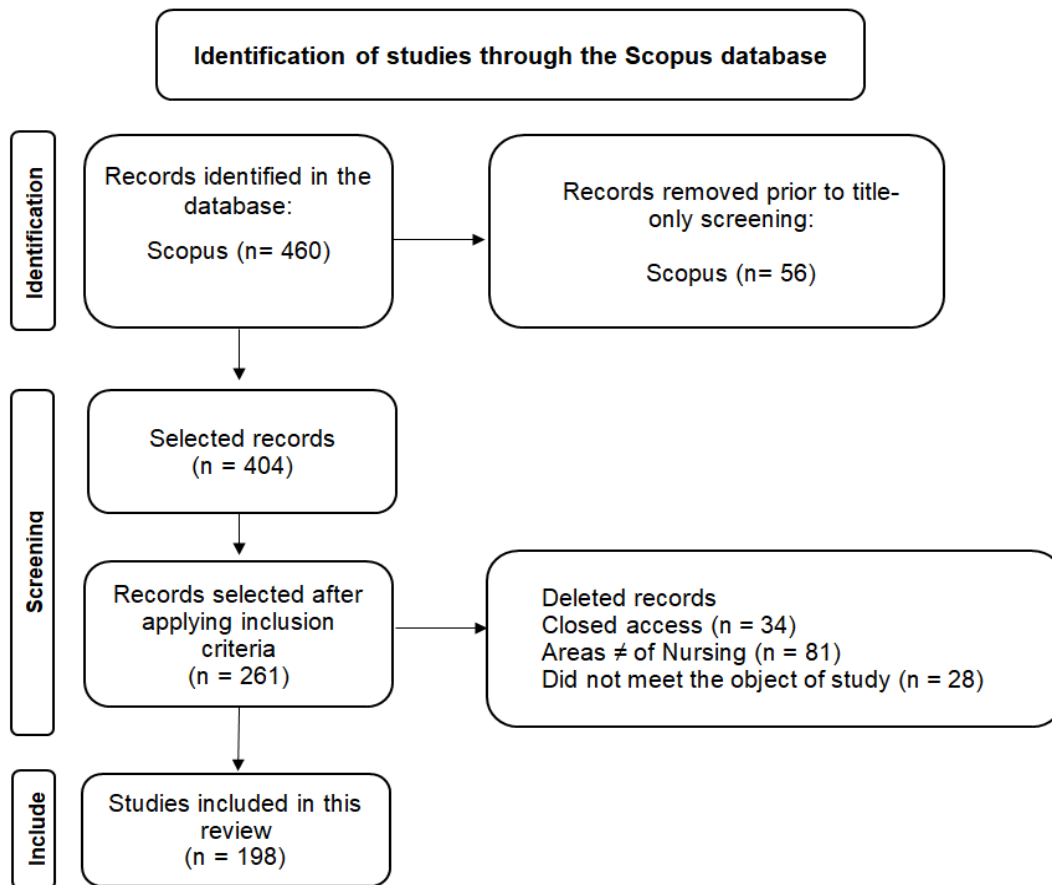 Identification of studies through the Scopus database
Identification
Records identified in the
database:
Scopus (n= 460)
Records removed prior to title-
only screening:
Scopus (n= 56)
Screening
Selected records
(n = 404)
Records selected after
applying inclusion
criteria
(n = 261)
Deleted records
Closed access (n = 34)
Areas ≠ of Nursing (n = 81)
Did not meet the object of study (n = 28)
Include
Studies included in this
review
(n = 198)